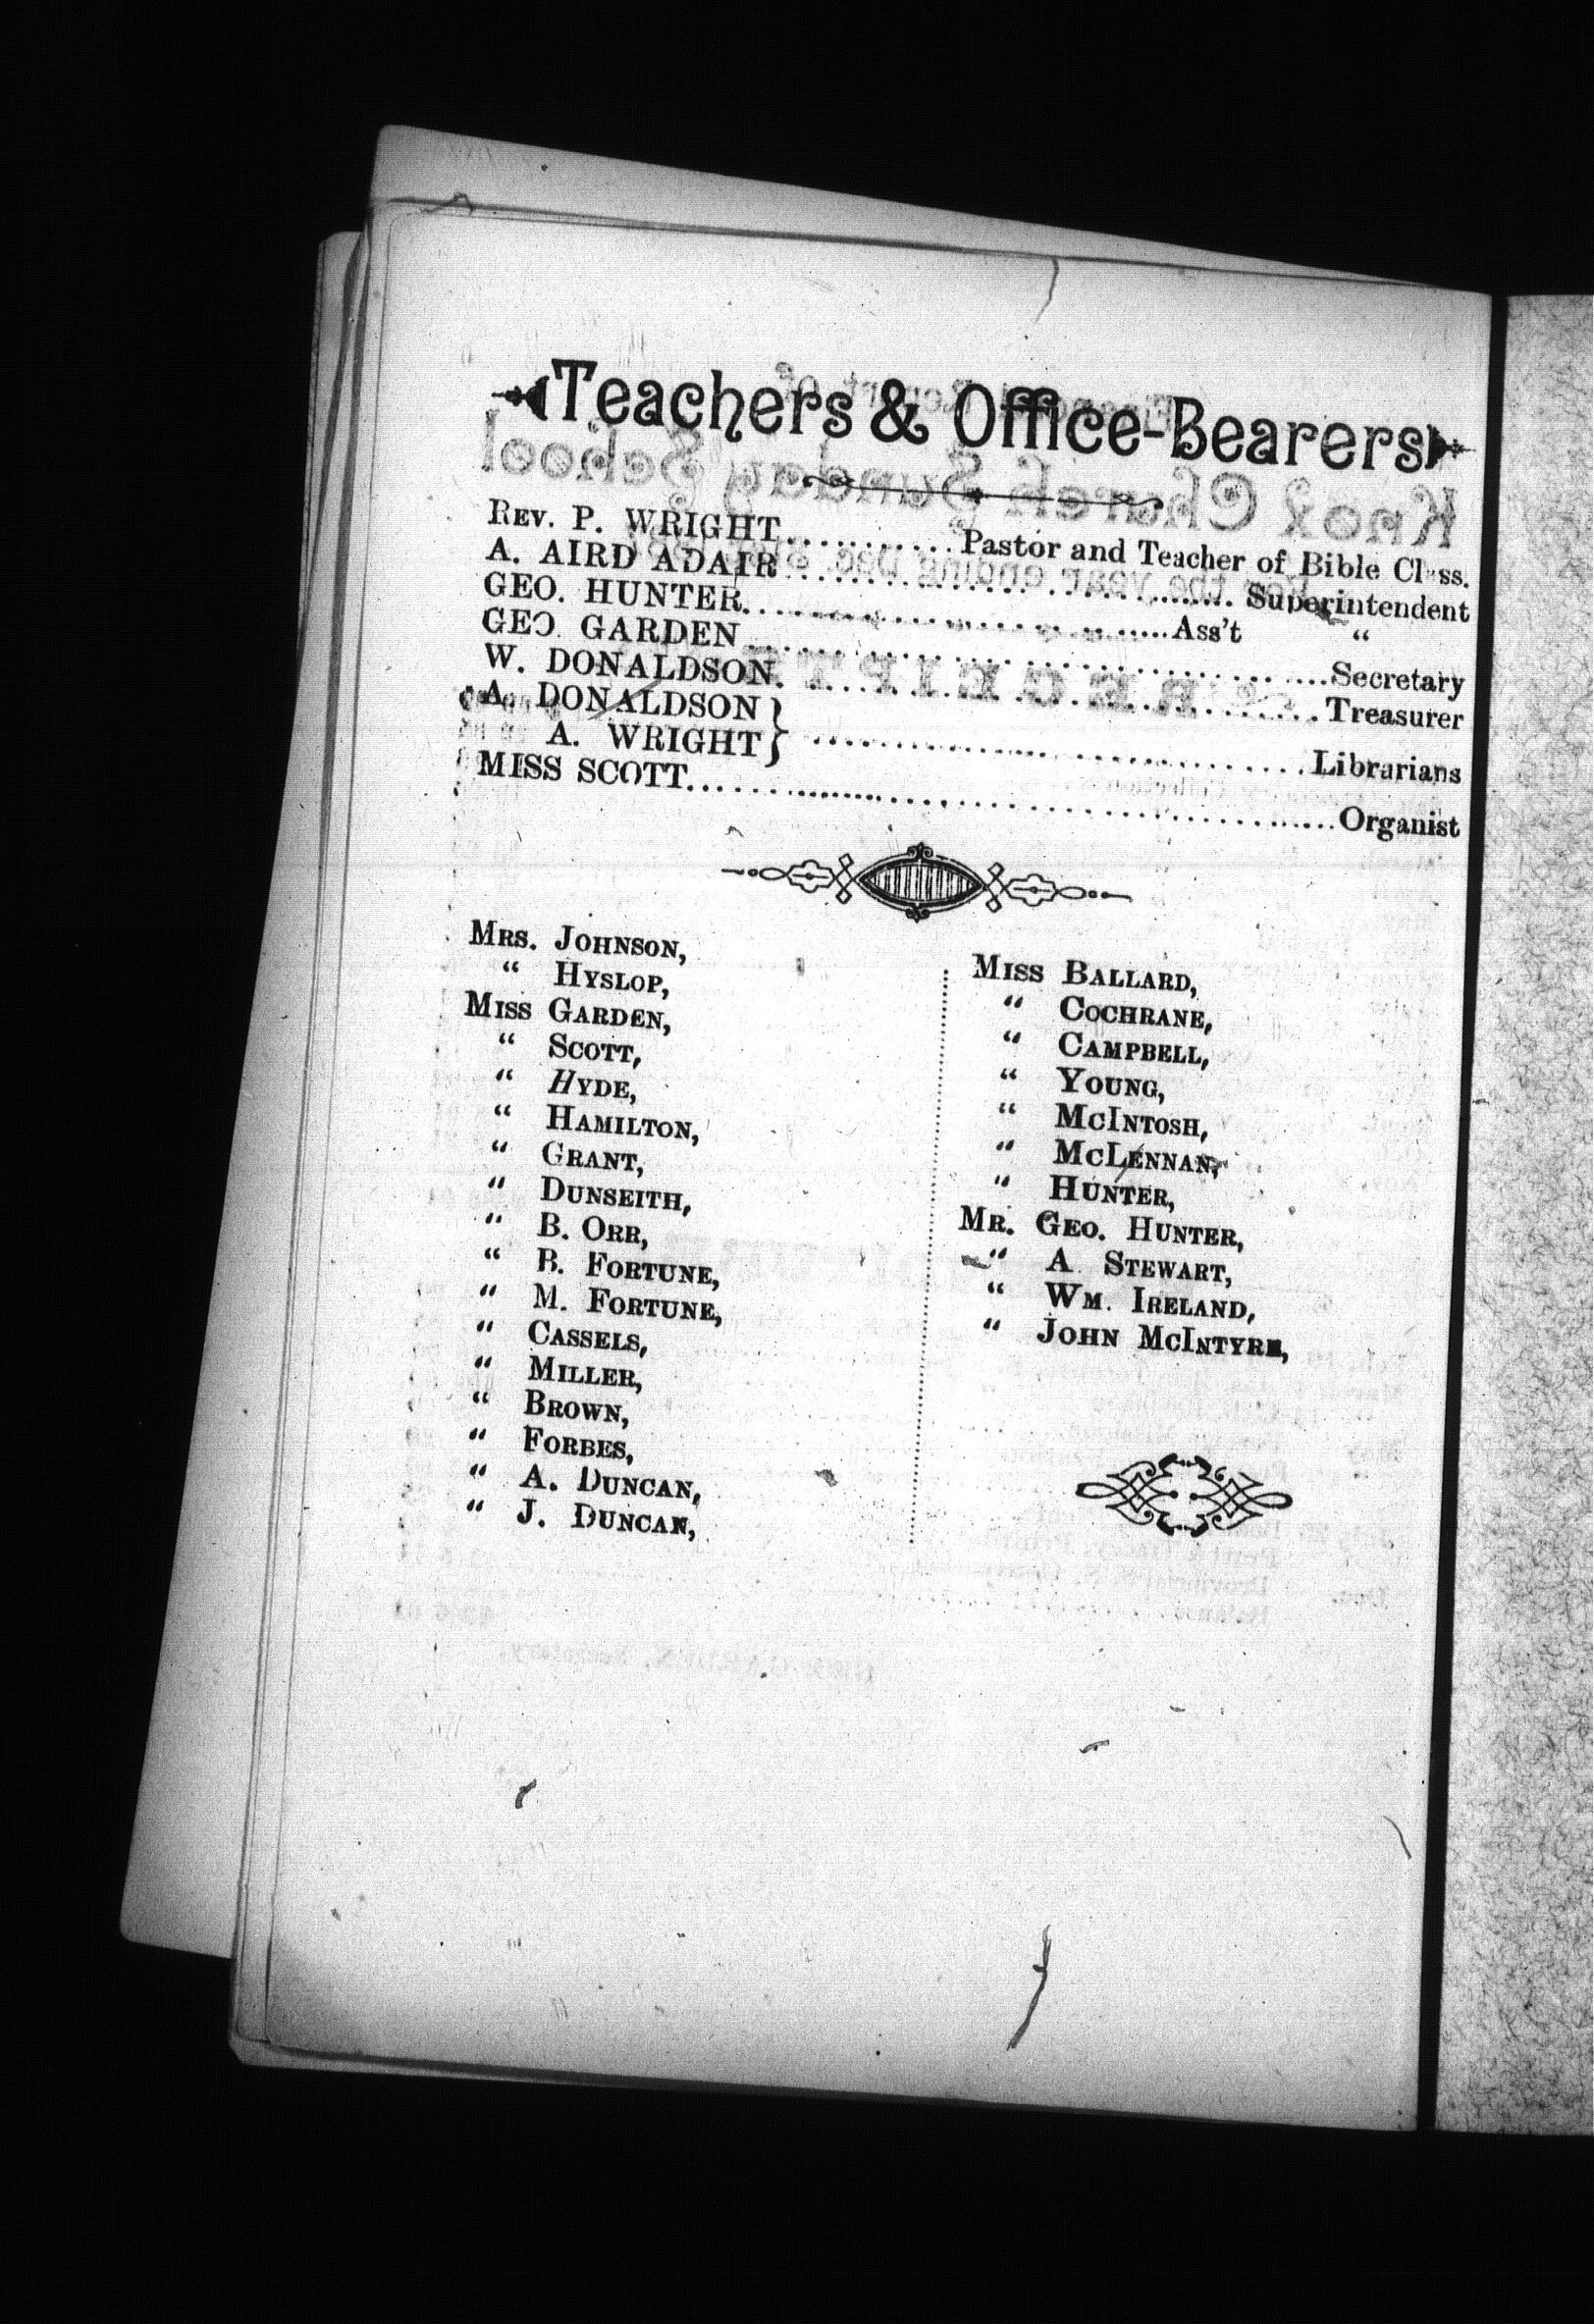 Teachers & Office-Bearers
REV. P. WRIGHT............Pastor and Teacher of Bible Class.
A. AIRD ADAIR........................Superintendent
GEO. HUNTER........................Ass't "
GEO. GARDEN........................Secretary
W. DONALDSON........................Treasurer
A. DONALDSON }
A. WRIGHT } ........................Librarians
MISS SCOTT........................Organist
MRS. JOHNSON,
" HYSLOP,
MISS GARDEN,
" SCOTT,
" HYDE,
" HAMILTON,
" GRANT,
" DUNSEITH,
" B. ORR,
" B. FORTUNE,
" M. FORTUNE,
" CASSELS,
" MILLER,
" BROWN,
" FORBES,
" A. DUNCAN,
" J. DUNCAN,
MISS BALLARD,
" COCHRANE,
" CAMPBELL,
" YOUNG,
" MCINTOSH,
" MCLENNAN,
" HUNTER,
MR. GEO. HUNTER,
" A. STEWART,
" WM. IRELAND,
" JOHN MCINTYRE,